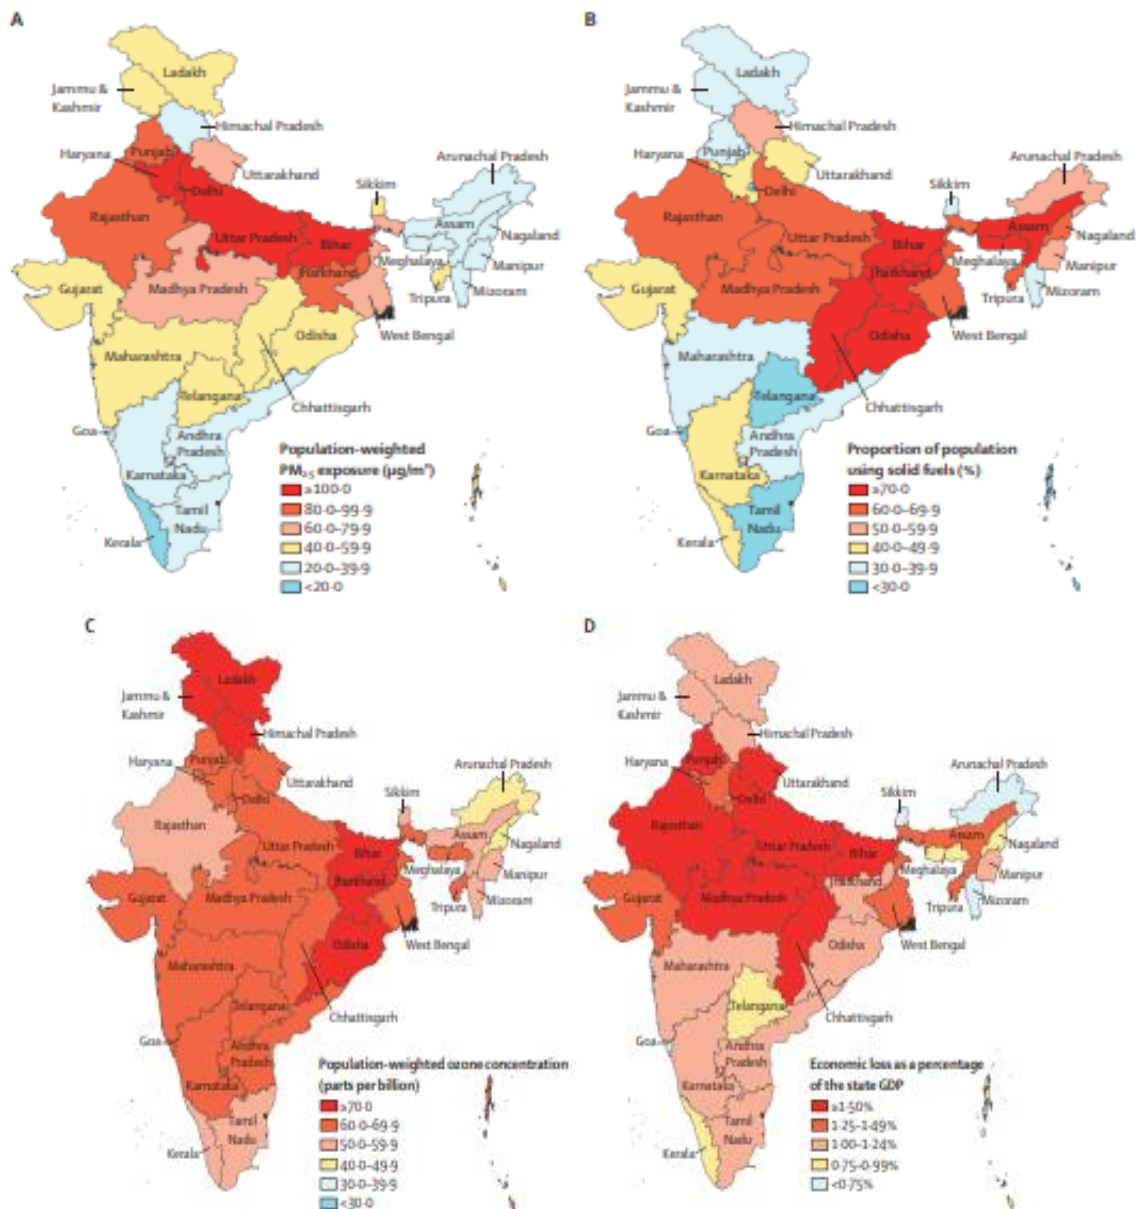 A
Ladakh
Jammu &
Kashmir
Himachal Pradesh
Punjab
Haryana
Uttarakhand
Delhi
Arunachal Pradesh
Sikkim
Rajasthan
Uttar Pradesh
Bihar
Assam
Nagaland
Meghalaya
Manipur
Jharkhand
Gujarat
Madhya Pradesh
Tripura
Mizoram
West Bengal
Odisha
Maharashtra
Telangana
Chhattisgarh
Goa
Andhra
Pradesh
Karnataka
Tamil
Nadu
Kerala
Population-weighted
PM2·5 exposure (µg/m³)
≥100·0
80·0–99·9
60·0–79·9
40·0–59·9
20·0–39·9
<20·0
B
Ladakh
Jammu &
Kashmir
Himachal Pradesh
Punjab
Haryana
Uttarakhand
Delhi
Arunachal Pradesh
Sikkim
Rajasthan
Uttar Pradesh
Bihar
Assam
Nagaland
Meghalaya
Manipur
Jharkhand
Gujarat
Madhya Pradesh
Tripura
Mizoram
West Bengal
Odisha
Maharashtra
Telangana
Chhattisgarh
Goa
Andhra
Pradesh
Karnataka
Tamil
Nadu
Kerala
Proportion of population
using solid fuels (%)
≥70·0
60·0–69·9
50·0–59·9
40·0–49·9
30·0–39·9
<30·0
C
Ladakh
Jammu &
Kashmir
Himachal Pradesh
Punjab
Haryana
Uttarakhand
Delhi
Arunachal Pradesh
Sikkim
Rajasthan
Uttar Pradesh
Bihar
Assam
Nagaland
Meghalaya
Manipur
Jharkhand
Gujarat
Madhya Pradesh
Tripura
Mizoram
West Bengal
Odisha
Maharashtra
Telangana
Chhattisgarh
Goa
Andhra
Pradesh
Karnataka
Tamil
Nadu
Kerala
Population-weighted ozone concentration
(parts per billion)
≥70·0
60·0–69·9
50·0–59·9
40·0–49·9
30·0–39·9
<30·0
D
Ladakh
Jammu &
Kashmir
Himachal Pradesh
Punjab
Haryana
Uttarakhand
Delhi
Arunachal Pradesh
Sikkim
Rajasthan
Uttar Pradesh
Bihar
Assam
Nagaland
Meghalaya
Manipur
Jharkhand
Gujarat
Madhya Pradesh
Tripura
Mizoram
West Bengal
Odisha
Maharashtra
Telangana
Chhattisgarh
Goa
Andhra
Pradesh
Karnataka
Tamil
Nadu
Kerala
Economic loss as a percentage
of the state GDP
≥1·50%
1·25–1·49%
1·00–1·24%
0·75–0·99%
<0·75%